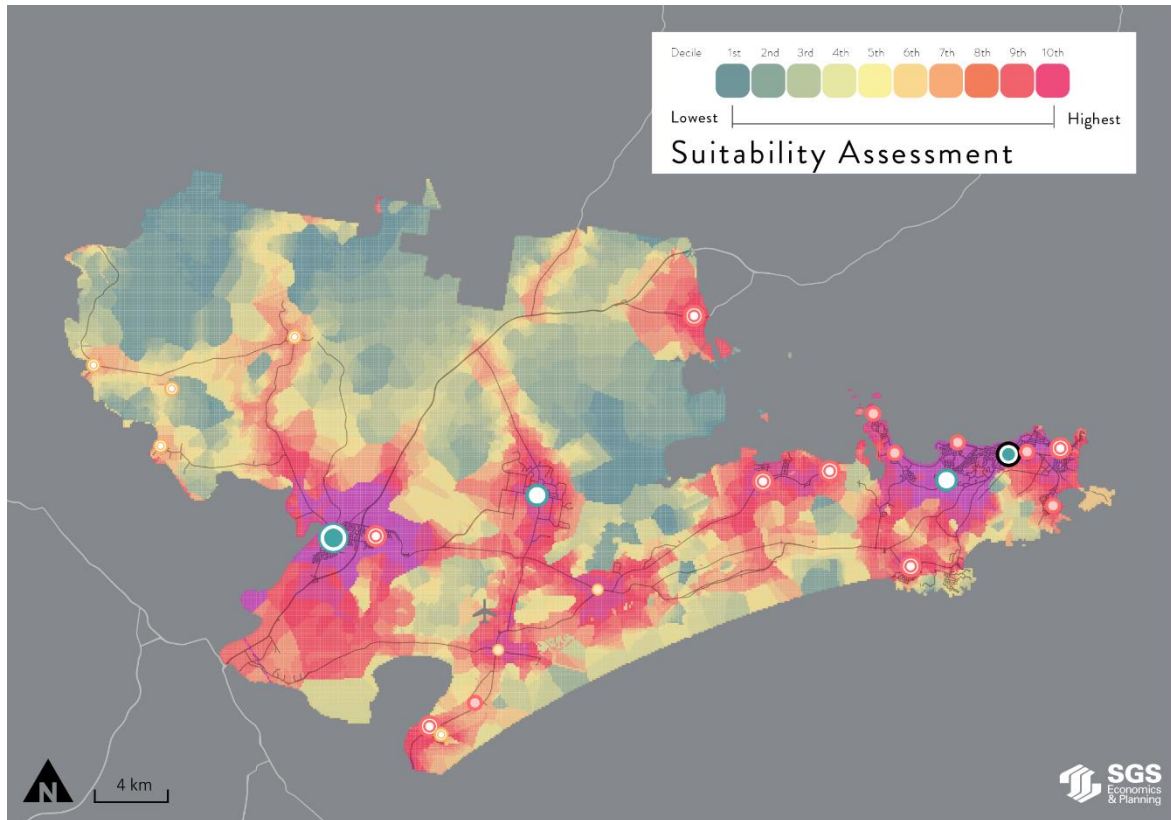 Decile 1st 2nd 3rd 4th 5th 6th 7th 8th 9th 10th
Lowest Highest
Suitability Assessment
N
4 km
SGS
Economics
& Planning